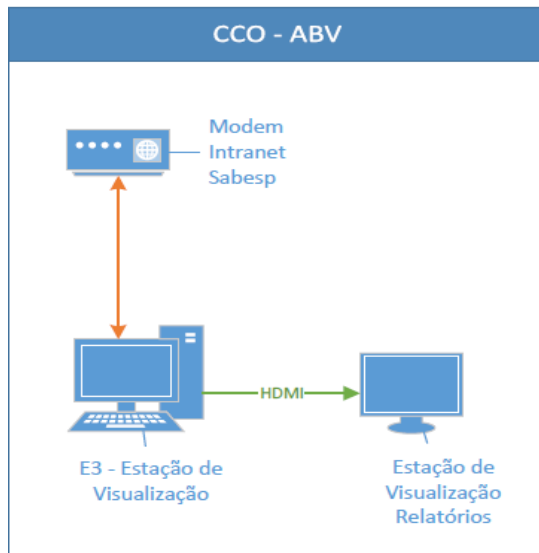 CCO - ABV
Modem
Intranet
Sabesp
HDMI
E3 - Estação de
Visualização
Estação de
Visualização
Relatórios